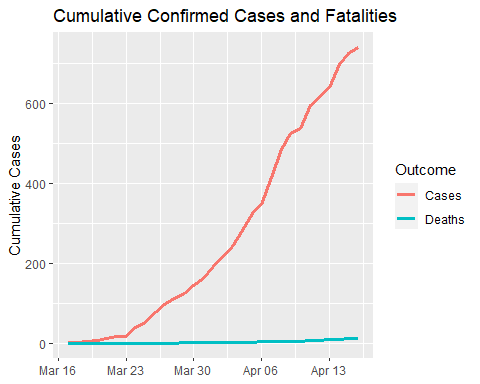 Cumulative Confirmed Cases and Fatalities
Cumulative Cases
600
400
200
0
Mar 16 Mar 23 Mar 30 Apr 06 Apr 13
Outcome
Cases
Deaths